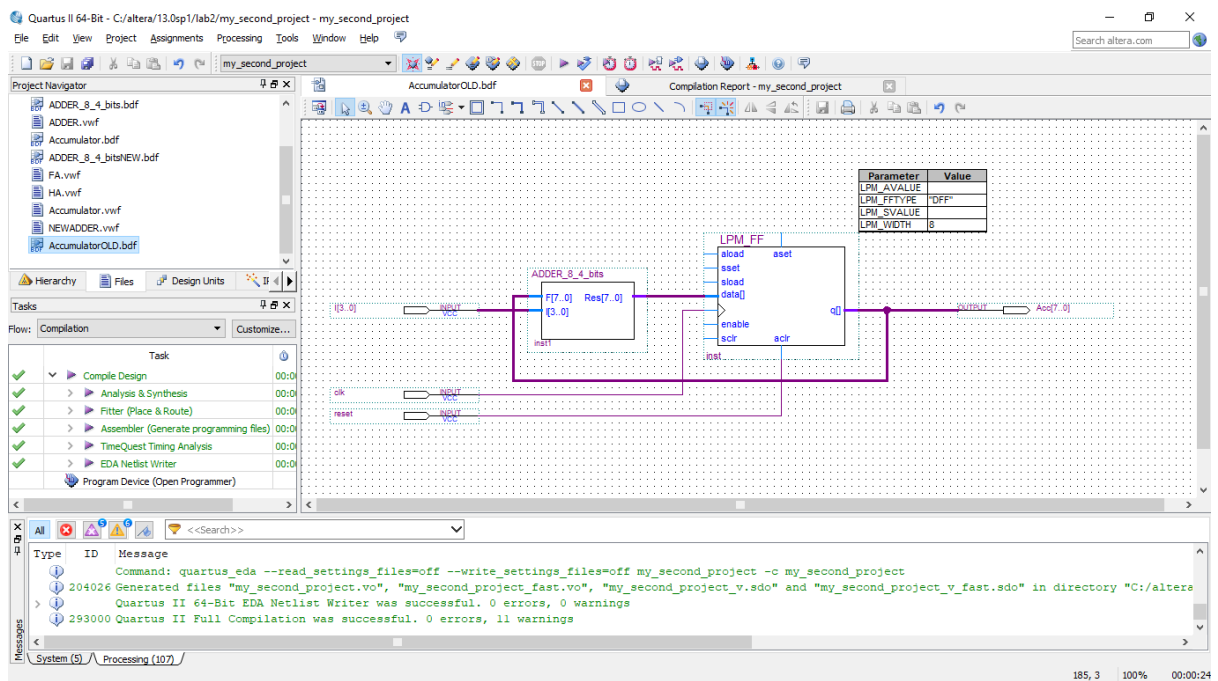 Quartus II 64-Bit - C:/altera/13.0sp1/lab2/my_second_project - my_second_project
File Edit View Project Assignments Processing Tools Window Help
Search altera.com
my_second_project
Project Navigator
ADDER_8_4_bits.bdf
ADDER.vwf
Accumulator.bdf
ADDER_8_4_bitsNEW.bdf
FA.vwf
HA.vwf
Accumulator.vwf
NEWADDER.vwf
AccumulatorOLD.bdf
Hierarchy Files Design Units
Tasks
Flow: Compilation Customize...
Task
Compile Design 00:0
Analysis & Synthesis 00:0
Fitter (Place & Route) 00:0
Assembler (Generate programming files) 00:0
TimeQuest Timing Analysis 00:0
EDA Netlist Writer 00:0
Program Device (Open Programmer)
AccumulatorOLD.bdf Compilation Report - my_second_project
Parameter Value
LPM_AVALUE
LPM_FFTYPE "DFF"
LPM_SVALUE
LPM_WIDTH 8
LPM_FF
aload aset
sset
sload
data[]
q[]
enable
sclr aclr
inst
ADDER_8_4_bits
F[7..0] Res[7..0]
I[3..0]
inst1
I[3..0] INPUT
VCC
OUTPUT Acc[7..0]
clk INPUT
VCC
reset INPUT
VCC
All <<Search>>
Type ID Message
Command: quartus_eda --read_settings_files=off --write_settings_files=off my_second_project -c my_second_project
204026 Generated files "my_second_project.vo", "my_second_project_fast.vo", "my_second_project_v.sdo" and "my_second_project_v_fast.sdo" in directory "C:/altera
Quartus II 64-Bit EDA Netlist Writer was successful. 0 errors, 0 warnings
293000 Quartus II Full Compilation was successful. 0 errors, 11 warnings
Messages
System (5) Processing (107)
185, 3 100% 00:00:24